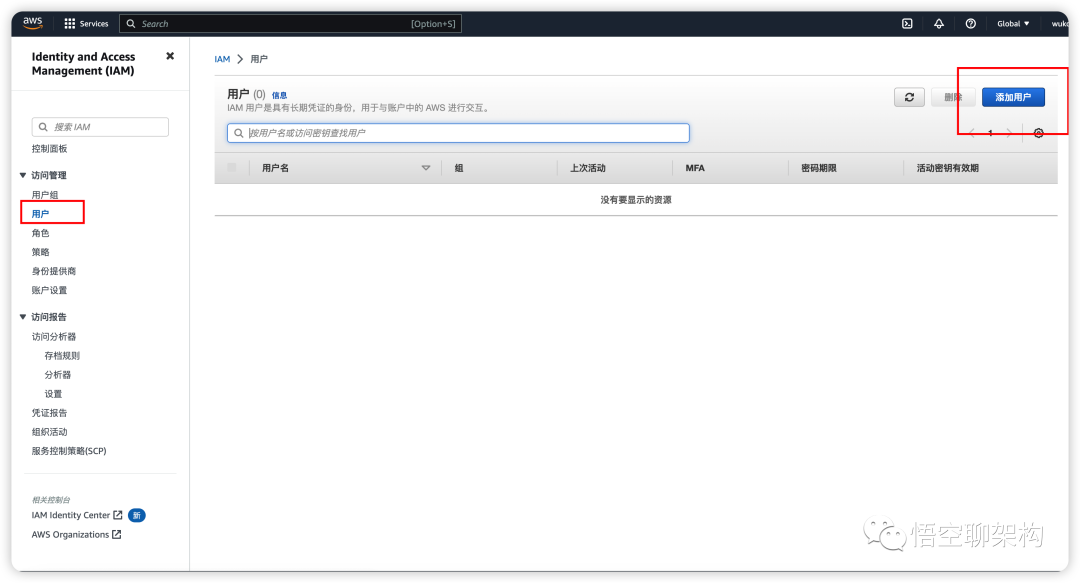 aws
Services
Search
[Option+S]
Global
Identity and Access
Management (IAM)
搜索 IAM
控制面板
访问管理
用户组
用户
角色
策略
身份提供商
账户设置
访问报告
访问分析器
存档规则
分析器
设置
凭证报告
组织活动
服务控制策略(SCP)
相关控制台
IAM Identity Center
新
AWS Organizations
IAM
用户
用户 (0) 信息
IAM 用户是具有长期凭证的身份，用于与账户中的 AWS 进行交互。
删除
添加用户
按用户名或访问密钥查找用户
1
用户名
组
上次活动
MFA
密码期限
活动密钥有效期
没有要显示的资源
悟空聊架构